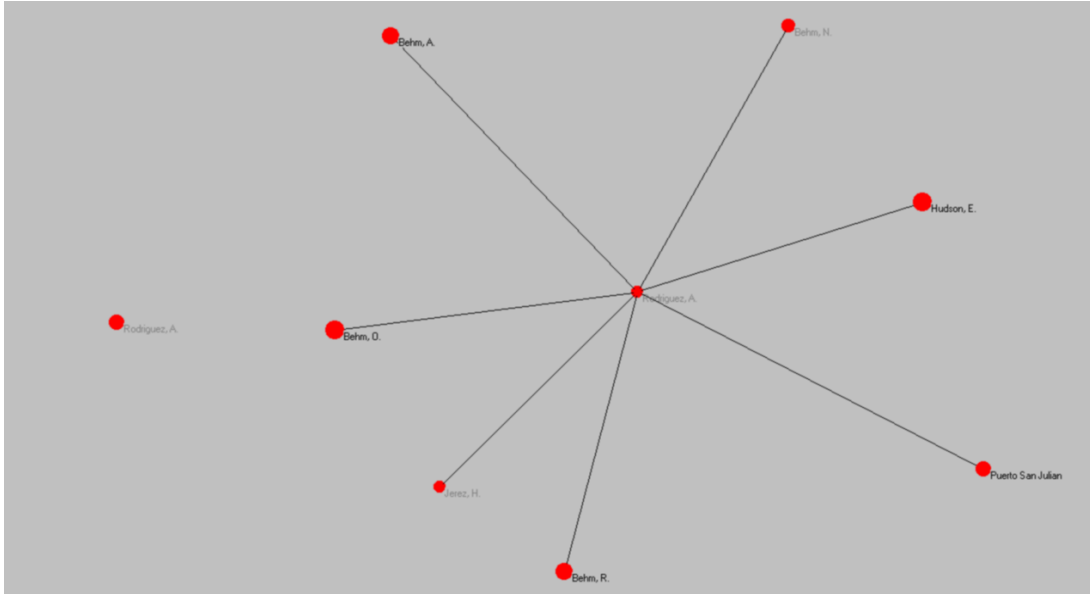 Behm, N.
Behm, A.
Hudson, E.
Rodriguez, A.
Rodriguez, A.
Behm, O.
Puerto San Julian
Jerez, H.
Behm, R.